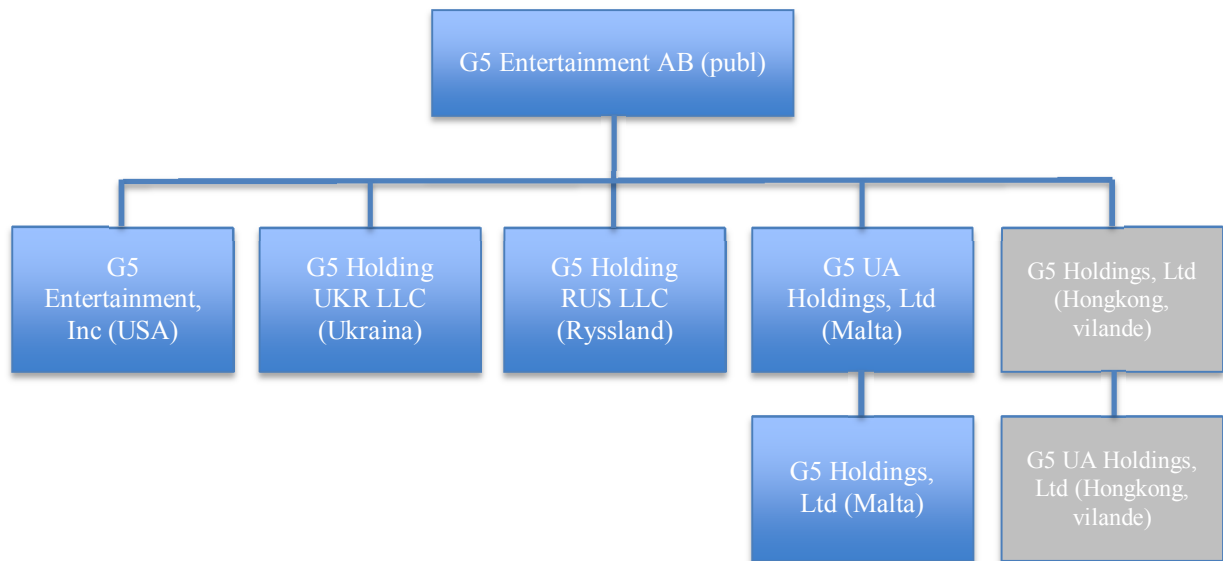 G5 Entertainment AB (publ)
G5
Entertainment,
Inc (USA)
G5 Holding
UKR LLC
(Ukraina)
G5 Holding
RUS LLC
(Ryssland)
G5 UA
Holdings, Ltd
(Malta)
G5 Holdings, Ltd
(Hongkong,
vilande)
G5 Holdings,
Ltd (Malta)
G5 UA Holdings,
Ltd (Hongkong,
vilande)